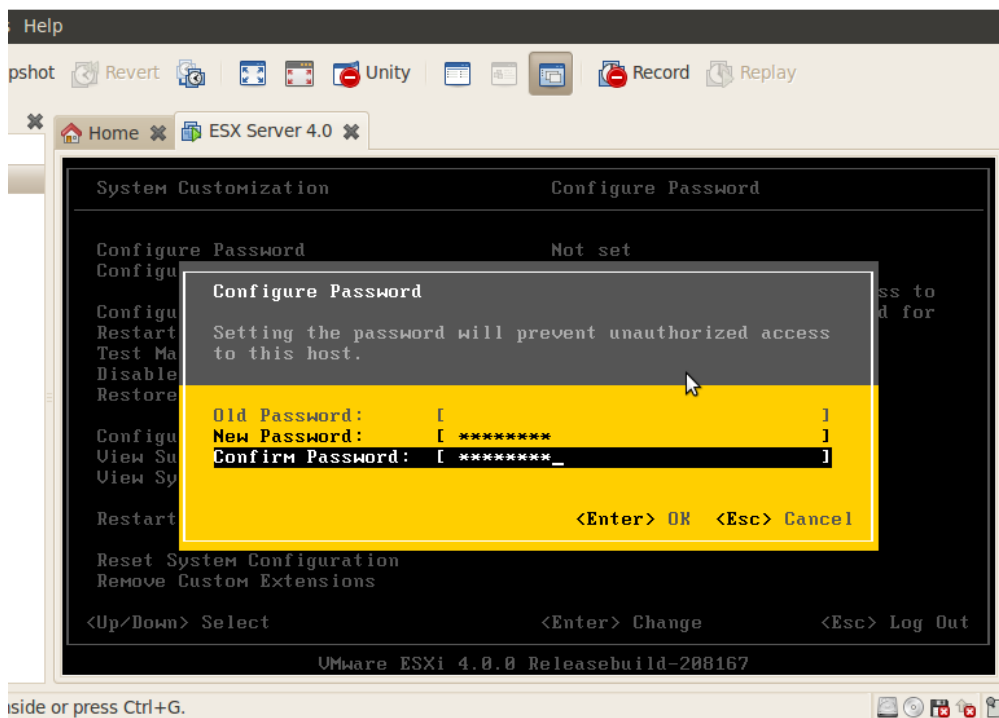 Help
pshot Revert Unity Record Replay
Home ESX Server 4.0
System Customization Configure Password
Configure Password Not set
Configu
Configure Password
ss to
Configu d for
Restart Setting the password will prevent unauthorized access
Test Ma to this host.
Disable
Restore
Old Password: [ ]
Configu New Password: [ ******** ]
View Su Confirm Password: [ ********_ ]
View Sy
Restart <Enter> OK <Esc> Cancel
Reset System Configuration
Remove Custom Extensions
<Up/Down> Select <Enter> Change <Esc> Log Out
VMware ESXi 4.0.0 Releasebuild-208167
nside or press Ctrl+G.